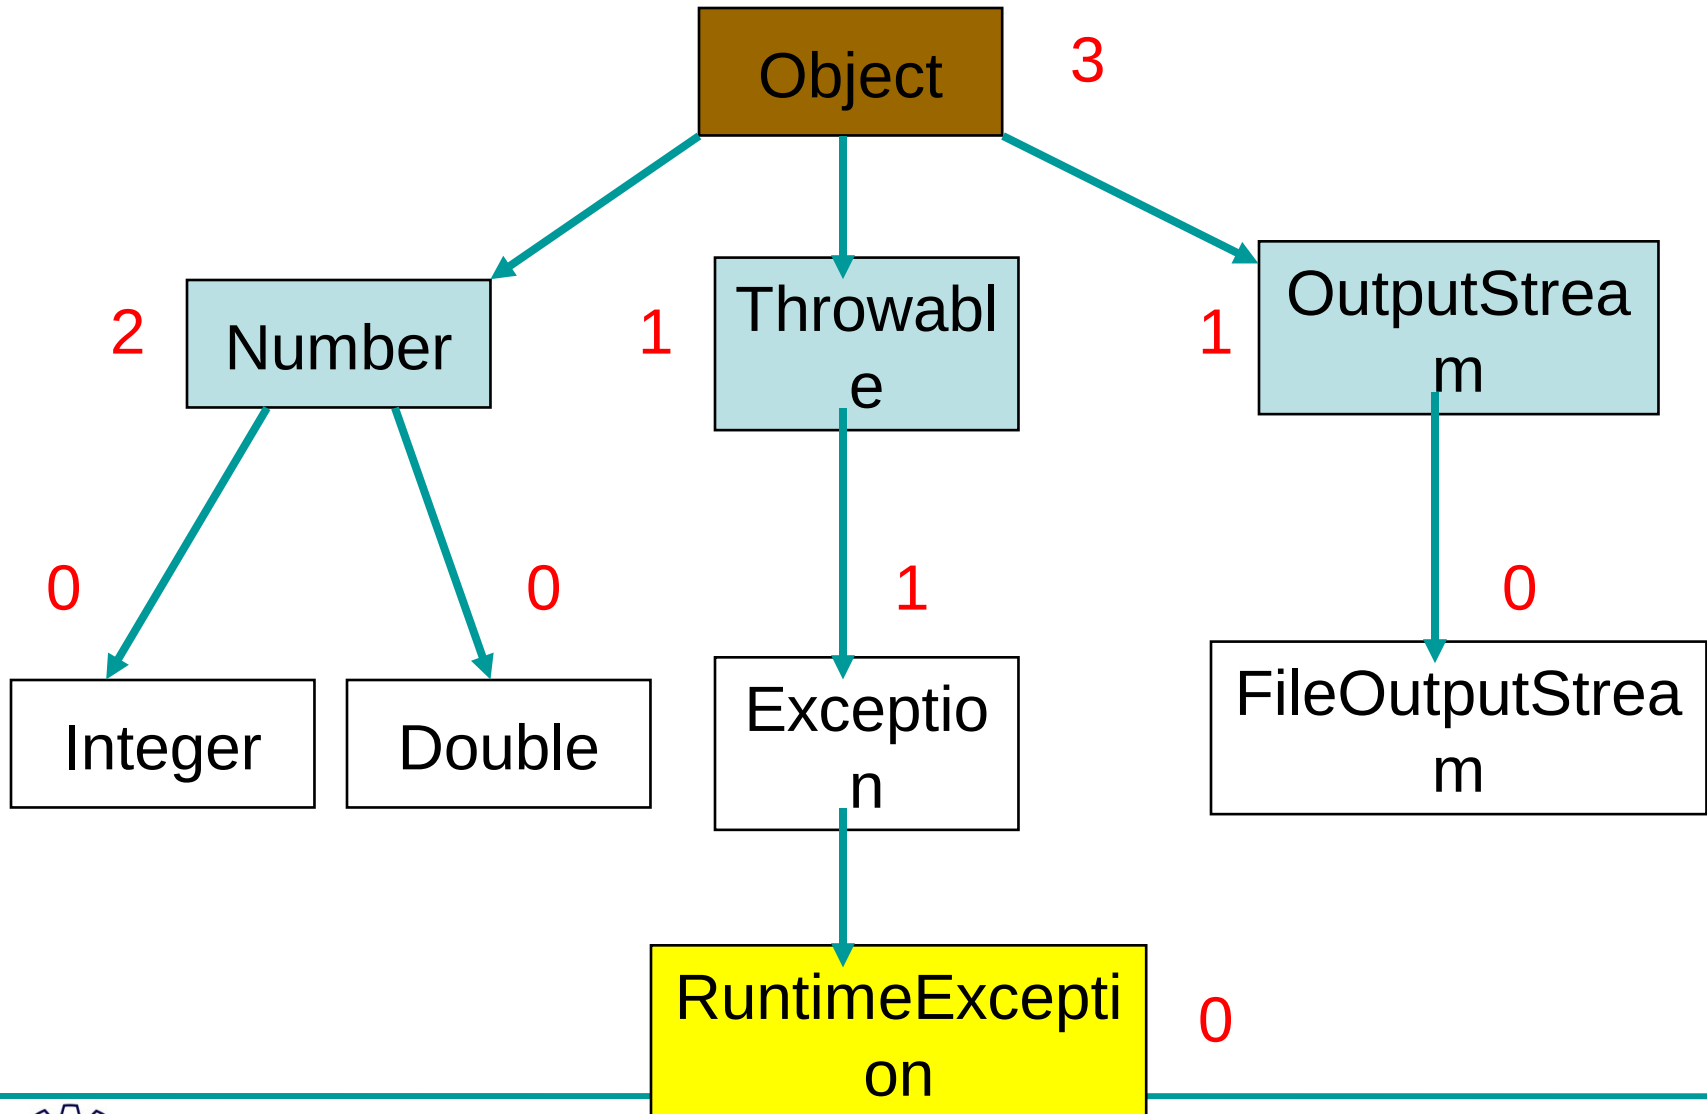 Object
3
2
Number
1
Throwabl
e
1
OutputStrea
m
0
0
1
0
Integer
Double
Exceptio
n
FileOutputStrea
m
RuntimeExcepti
on
0